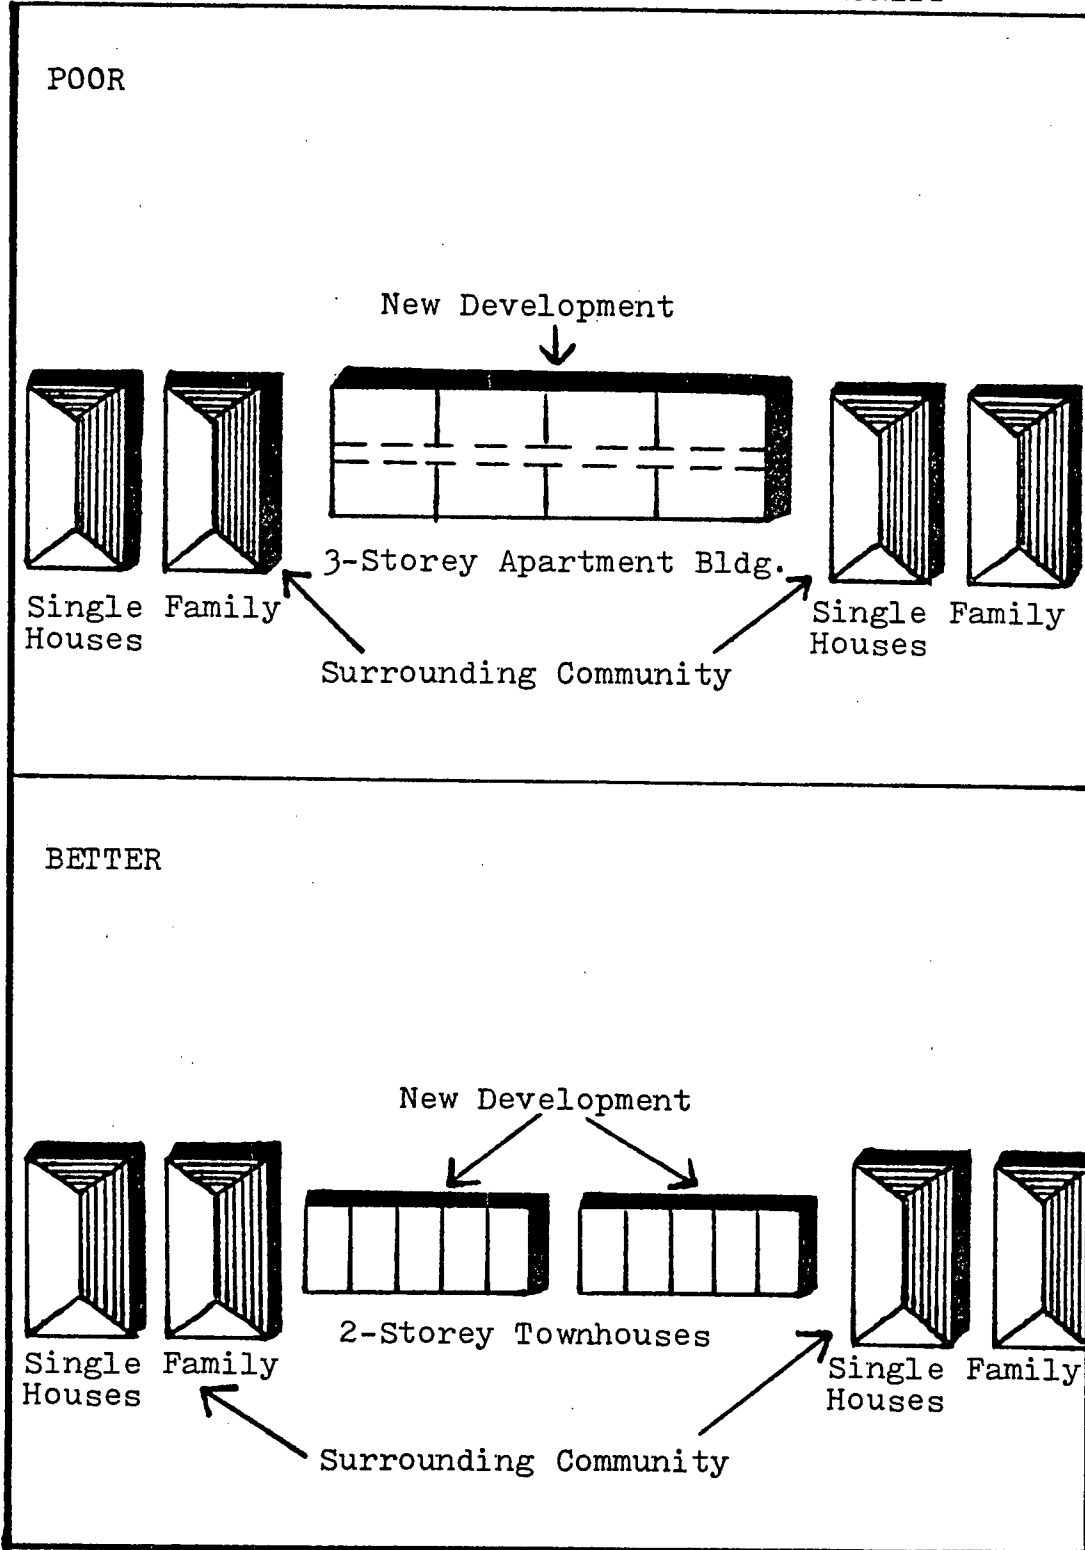 POOR
New Development
3-Storey Apartment Bldg.
Single Family
Houses
Single Family
Houses
Surrounding Community
BETTER
New Development
2-Storey Townhouses
Single Family
Houses
Single Family
Houses
Surrounding Community